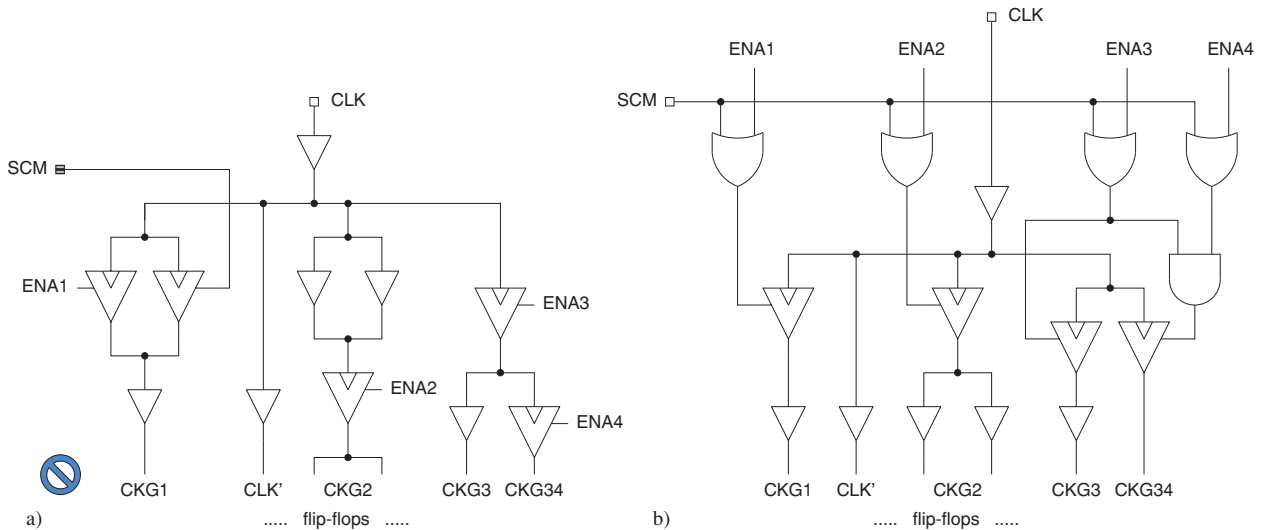 CLK
SCM
ENA1
ENA3
ENA2
ENA4
CKG1 CLK' CKG2 CKG3 CKG34
a) ..... flip-flops .....
CLK
ENA1 ENA2 ENA3 ENA4
SCM
CKG1 CLK' CKG2 CKG3 CKG34
b) ..... flip-flops .....